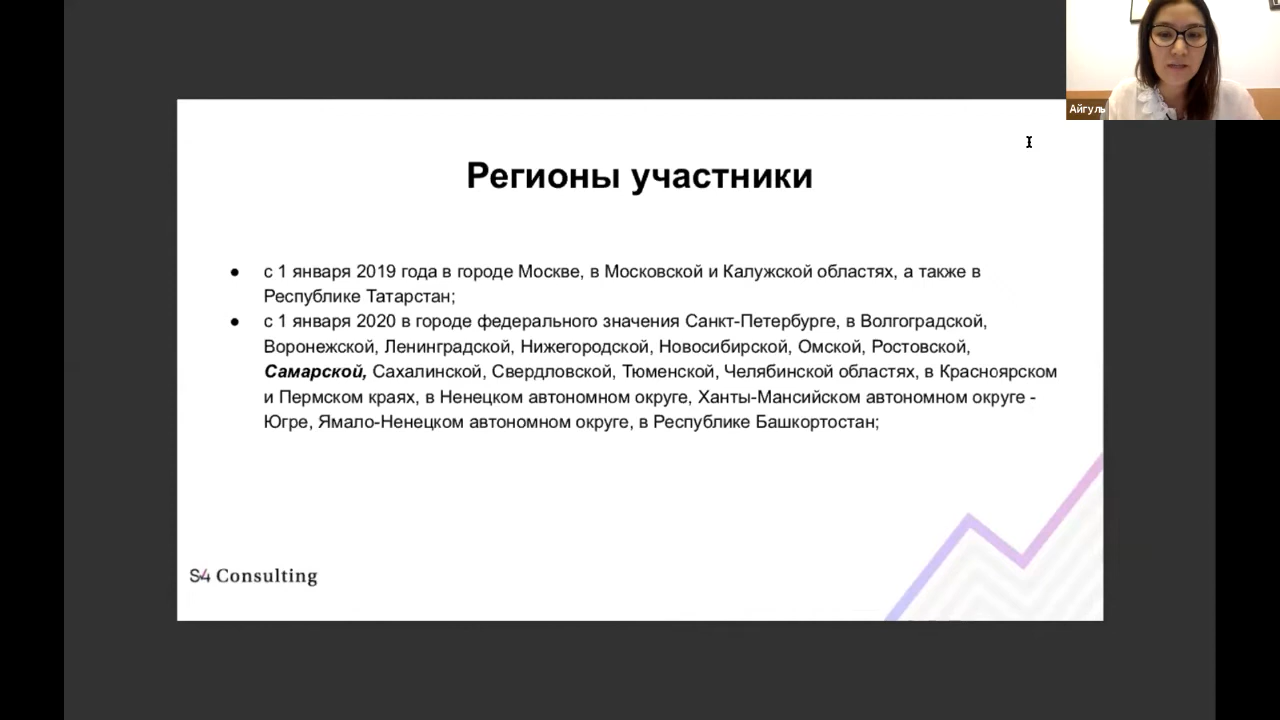 Айгуль
Регионы участники
● с 1 января 2019 года в городе Москве, в Московской и Калужской областях, а также в
Республике Татарстан;
● с 1 января 2020 в городе федерального значения Санкт-Петербурге, в Волгоградской,
Воронежской, Ленинградской, Нижегородской, Новосибирской, Омской, Ростовской,
Самарской, Сахалинской, Свердловской, Тюменской, Челябинской областях, в Красноярском
и Пермском краях, в Ненецком автономном округе, Ханты-Мансийском автономном округе -
Югре, Ямало-Ненецком автономном округе, в Республике Башкортостан;
S4 Consulting